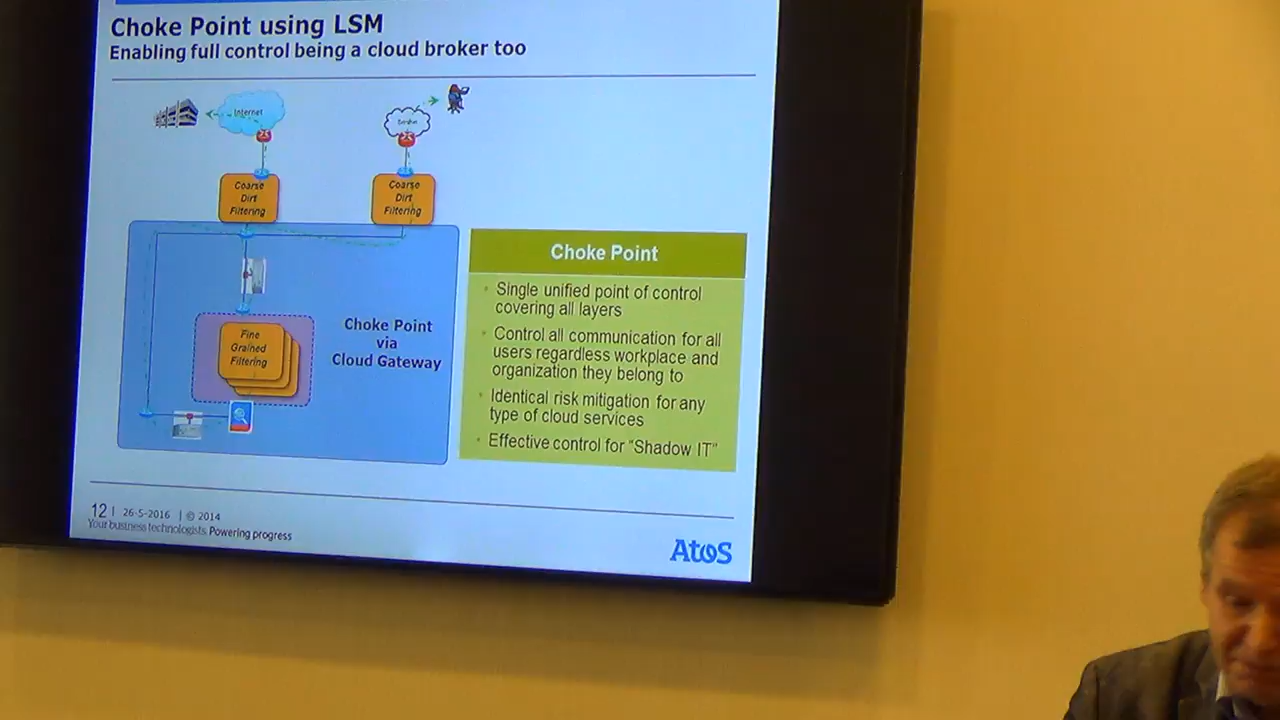 Choke Point using LSM
Enabling full control being a cloud broker too
Internet
Coarse
Dirt
Filtering
Coarse
Dirt
Filtering
Fine
Grained
Filtering
Choke Point
via
Cloud Gateway
Choke Point
Single unified point of control
covering all layers
Control all communication for all
users regardless workplace and
organization they belong to
Identical risk mitigation for any
type of cloud services
Effective control for "Shadow IT"
12 | 26-5-2016 | © 2014
Your business technologists. Powering progress
Atos